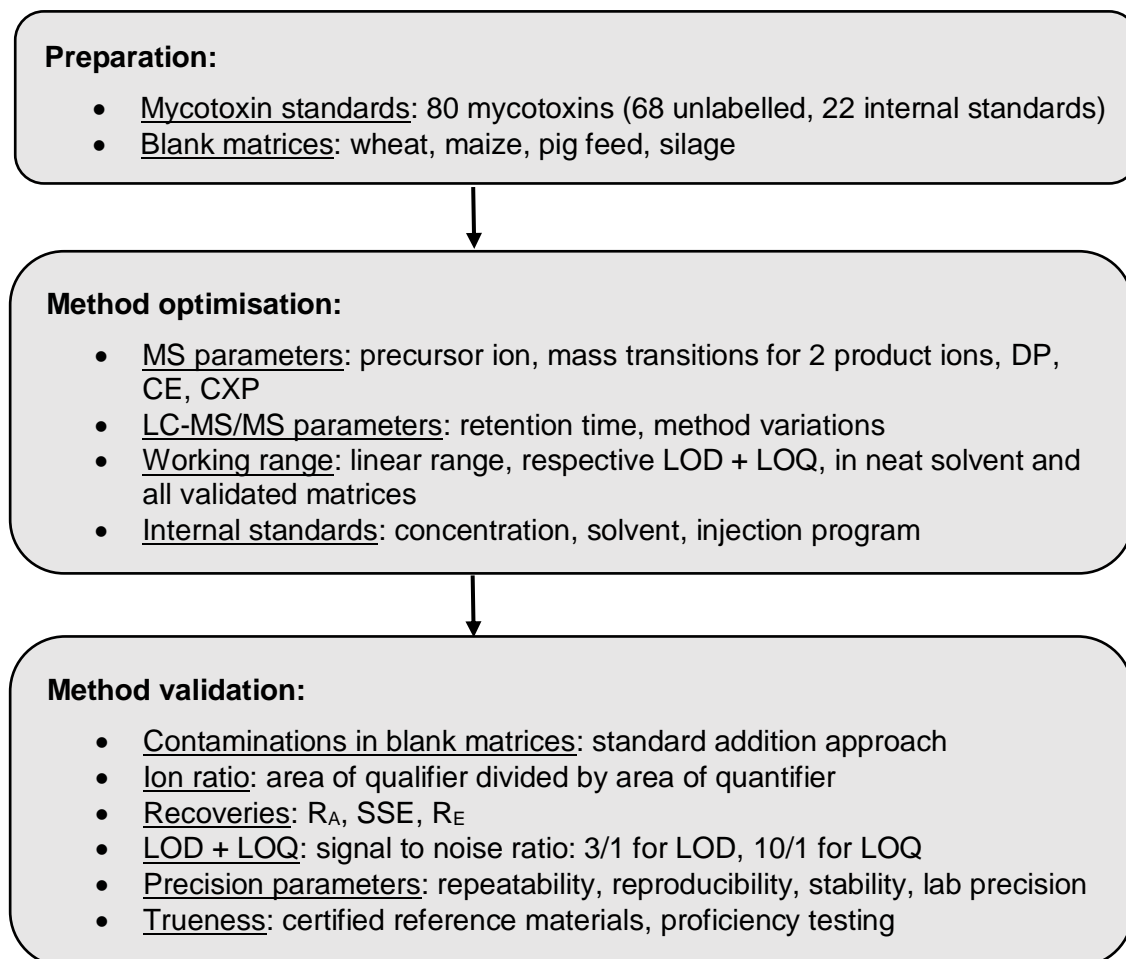 Preparation:
• Mycotoxin standards: 80 mycotoxins (68 unlabelled, 22 internal standards)
• Blank matrices: wheat, maize, pig feed, silage
Method optimisation:
• MS parameters: precursor ion, mass transitions for 2 product ions, DP,
CE, CXP
• LC-MS/MS parameters: retention time, method variations
• Working range: linear range, respective LOD + LOQ, in neat solvent and
all validated matrices
• Internal standards: concentration, solvent, injection program
Method validation:
• Contaminations in blank matrices: standard addition approach
• Ion ratio: area of qualifier divided by area of quantifier
• Recoveries: RA, SSE, RE
• LOD + LOQ: signal to noise ratio: 3/1 for LOD, 10/1 for LOQ
• Precision parameters: repeatability, reproducibility, stability, lab precision
• Trueness: certified reference materials, proficiency testing